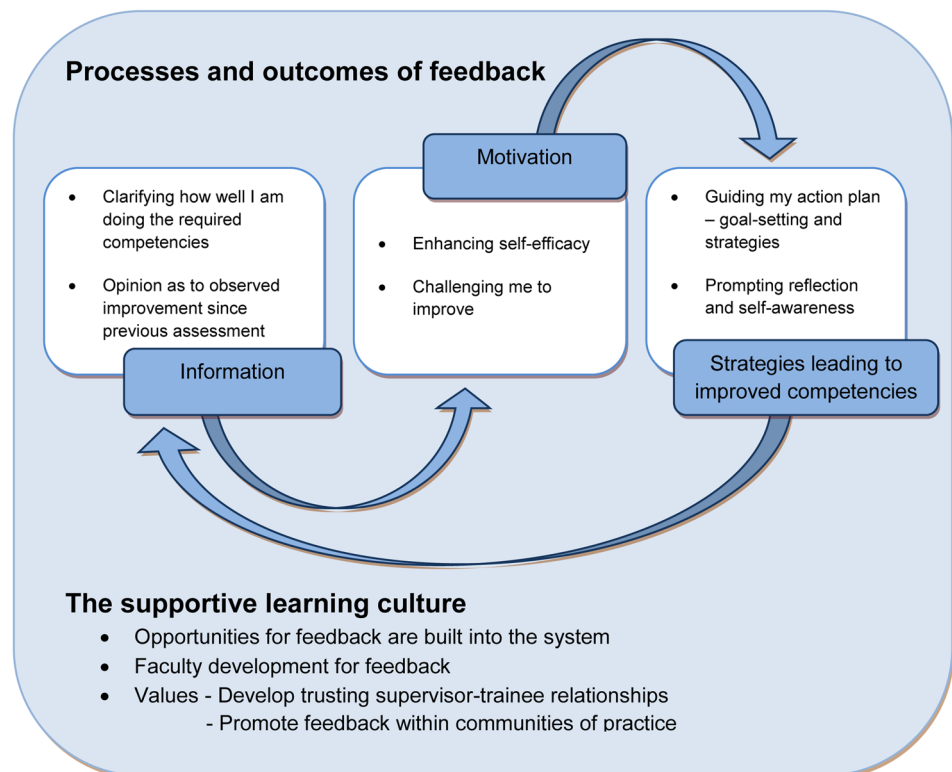 Processes and outcomes of feedback
Motivation
• Clarifying how well I am
doing the required
competencies
• Opinion as to observed
improvement since
previous assessment
Information
• Enhancing self-efficacy
• Challenging me to
improve
• Guiding my action plan
– goal-setting and
strategies
• Prompting reflection
and self-awareness
Strategies leading to
improved competencies
The supportive learning culture
• Opportunities for feedback are built into the system
• Faculty development for feedback
• Values - Develop trusting supervisor-trainee relationships
- Promote feedback within communities of practice